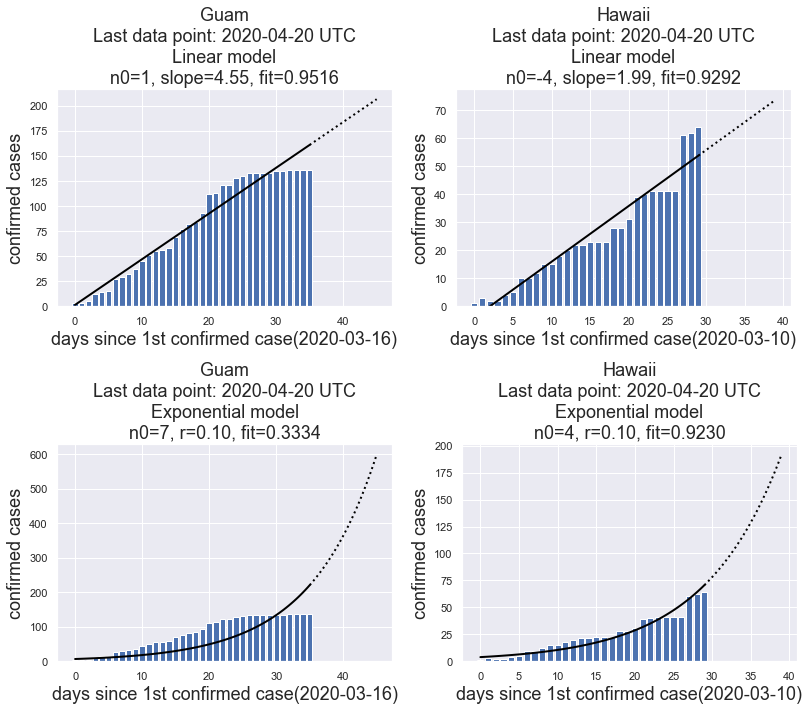 Guam
Last data point: 2020-04-20 UTC
Linear model
n0=1, slope=4.55, fit=0.9516
200
175
150
125
100
75
50
25
0
confirmed cases
0 10 20 30 40
days since 1st confirmed case(2020-03-16)
Hawaii
Last data point: 2020-04-20 UTC
Linear model
n0=-4, slope=1.99, fit=0.9292
70
60
50
40
30
20
10
0
confirmed cases
0 5 10 15 20 25 30 35 40
days since 1st confirmed case(2020-03-10)
Guam
Last data point: 2020-04-20 UTC
Exponential model
n0=7, r=0.10, fit=0.3334
600
500
400
300
200
100
0
confirmed cases
0 10 20 30 40
days since 1st confirmed case(2020-03-16)
Hawaii
Last data point: 2020-04-20 UTC
Exponential model
n0=4, r=0.10, fit=0.9230
200
175
150
125
100
75
50
25
0
confirmed cases
0 5 10 15 20 25 30 35 40
days since 1st confirmed case(2020-03-10)